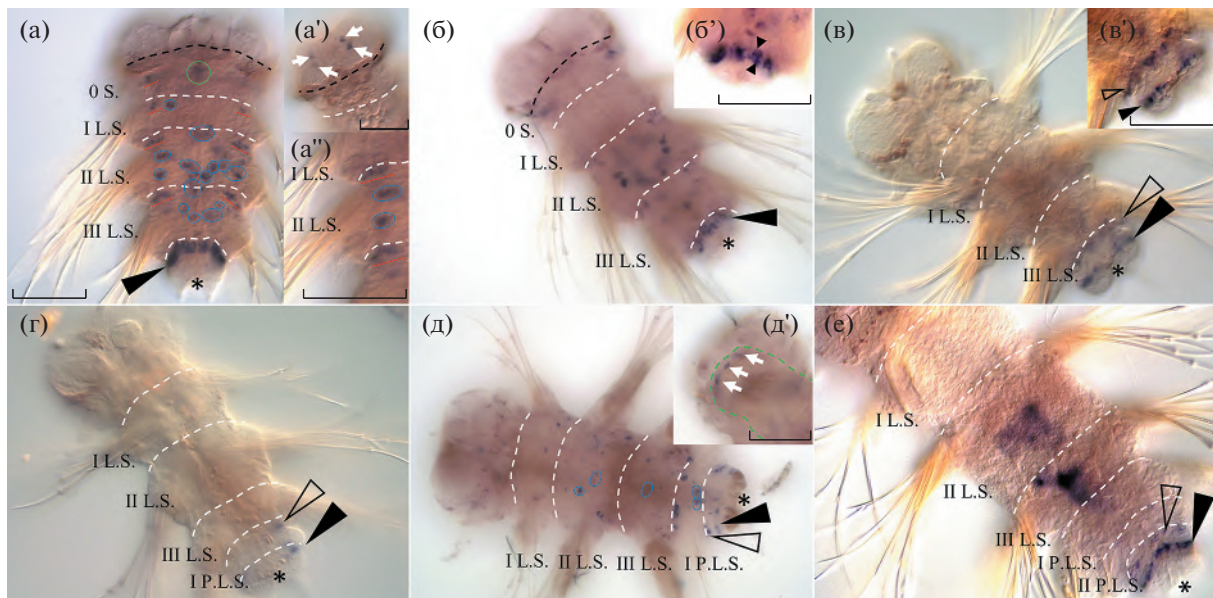 (а)
(а')
0 S.
I L.S.
II L.S.
III L.S.
*
(а'')
I L.S.
II L.S.
(б)
(б')
0 S.
I L.S.
II L.S.
III L.S.
*
(в)
(в')
I L.S.
II L.S.
III L.S.
*
(г)
I L.S.
II L.S.
III L.S.
I P.L.S.
*
(д)
(д')
*
I L.S. II L.S. III L.S. I P.L.S.
(е)
I L.S.
II L.S.
III L.S.
I P.L.S.
II P.L.S.
*